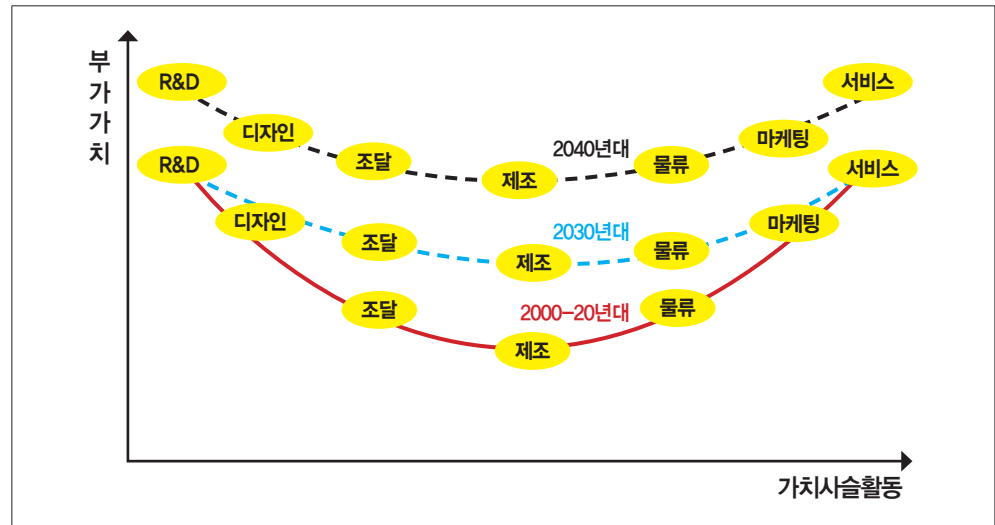 부가가치
R&D
서비스
디자인
마케팅
2040년대
조달
물류
제조
R&D
서비스
디자인
마케팅
2030년대
조달
물류
제조
조달
2000-20년대
물류
제조
가치사슬활동